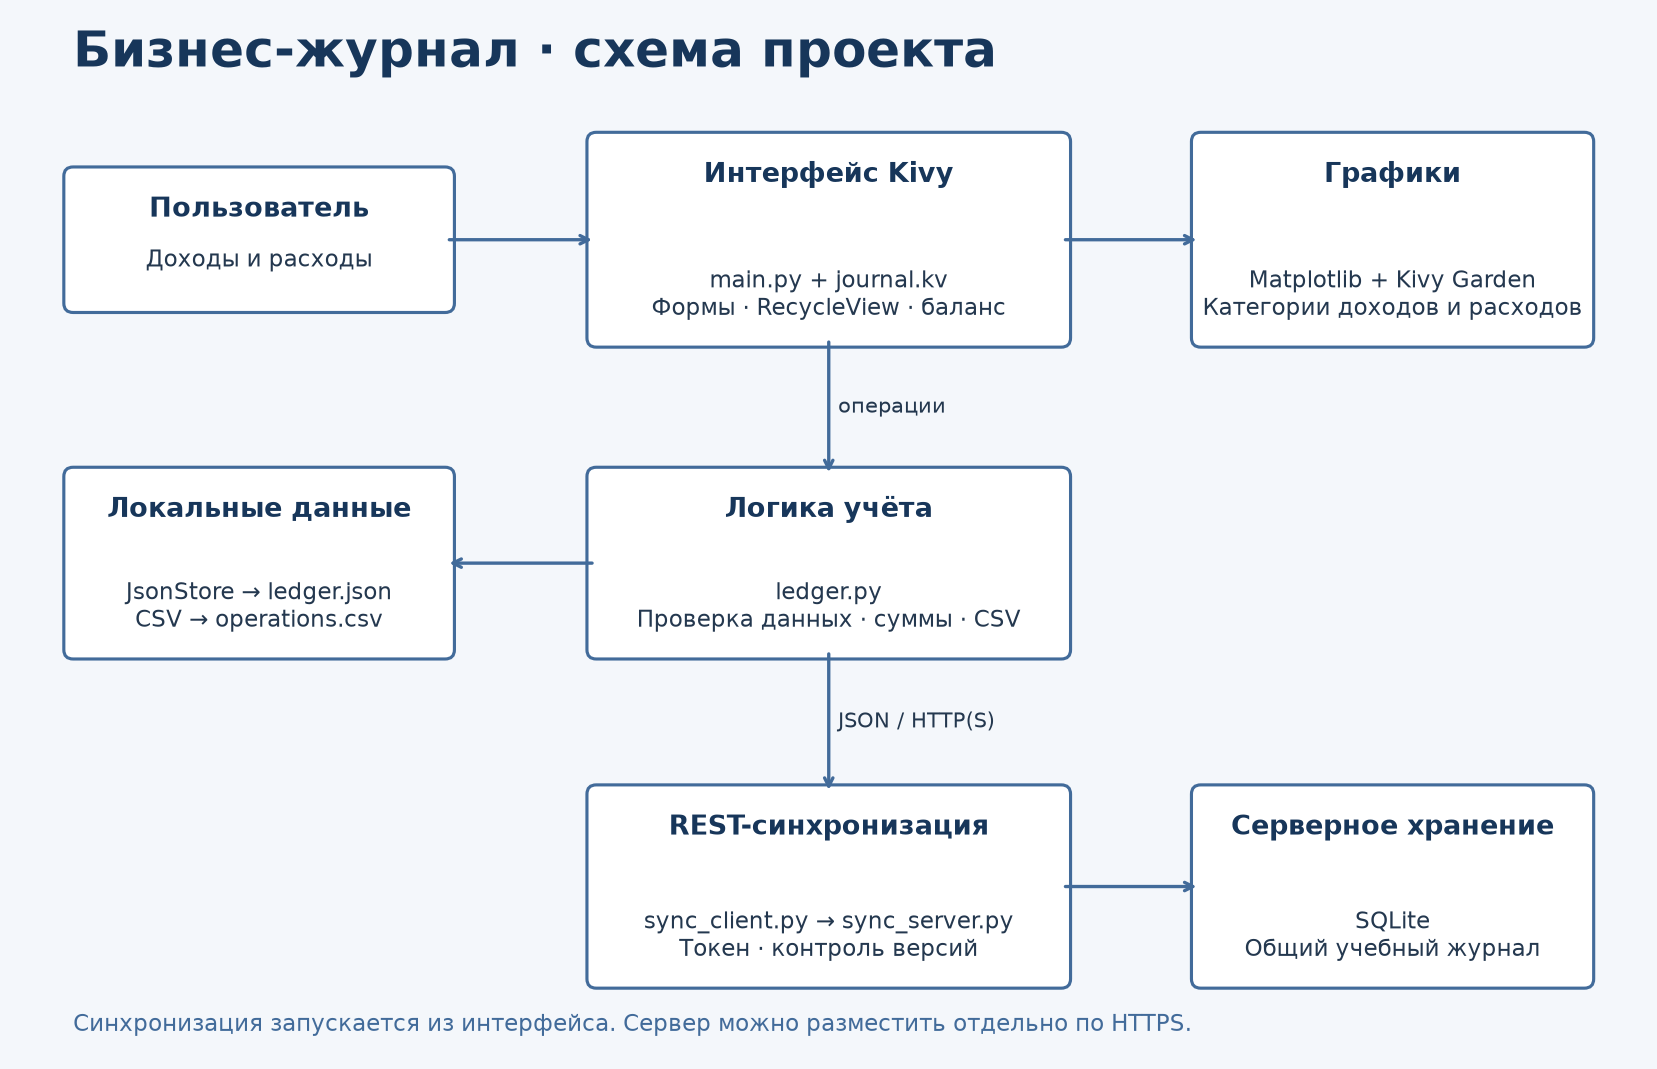 Бизнес-журнал · схема проекта
Пользователь
Доходы и расходы
Интерфейс Kivy
main.py + journal.kv
Формы · RecycleView · баланс
Графики
Matplotlib + Kivy Garden
Категории доходов и расходов
операции
Локальные данные
JsonStore → ledger.json
CSV → operations.csv
Логика учёта
ledger.py
Проверка данных · суммы · CSV
JSON / HTTP(S)
REST-синхронизация
sync_client.py → sync_server.py
Токен · контроль версий
Серверное хранение
SQLite
Общий учебный журнал
Синхронизация запускается из интерфейса. Сервер можно разместить отдельно по HTTPS.